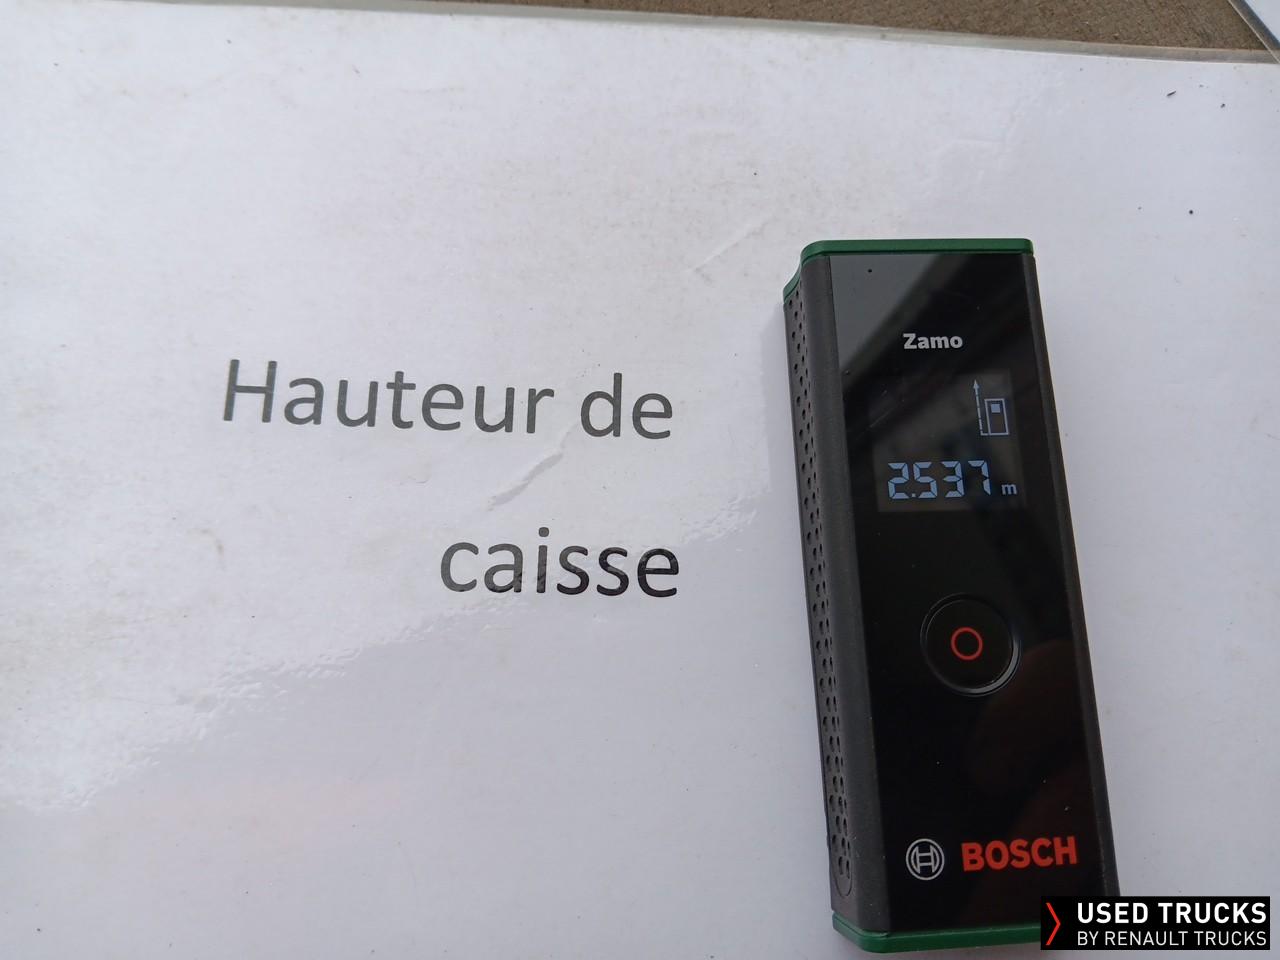 Hauteur de
caisse
Zamo
2.537 m
BOSCH
USED TRUCKS
BY RENAULT TRUCKS